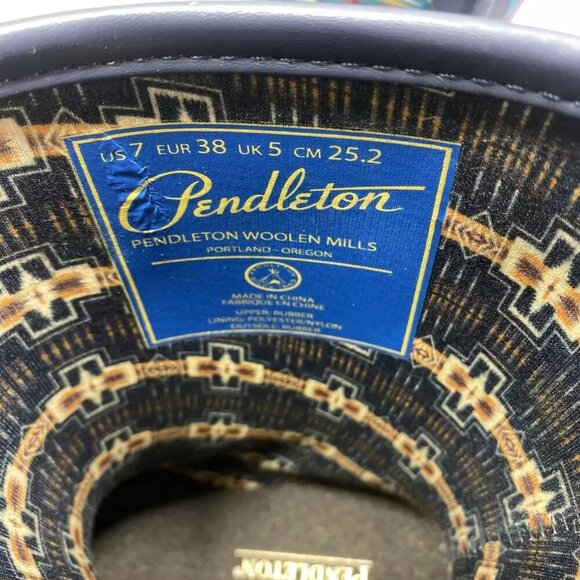 US 7 EUR 38 UK 5 CM 25.2
Pendleton
PENDLETON WOOLEN MILLS
PORTLAND - OREGON
MADE IN CHINA
FABRIQUE EN CHINE
UPPER: RUBBER
LINING: POLYESTER/NYLON
OUTSOLE: RUBBER
PENDLETON